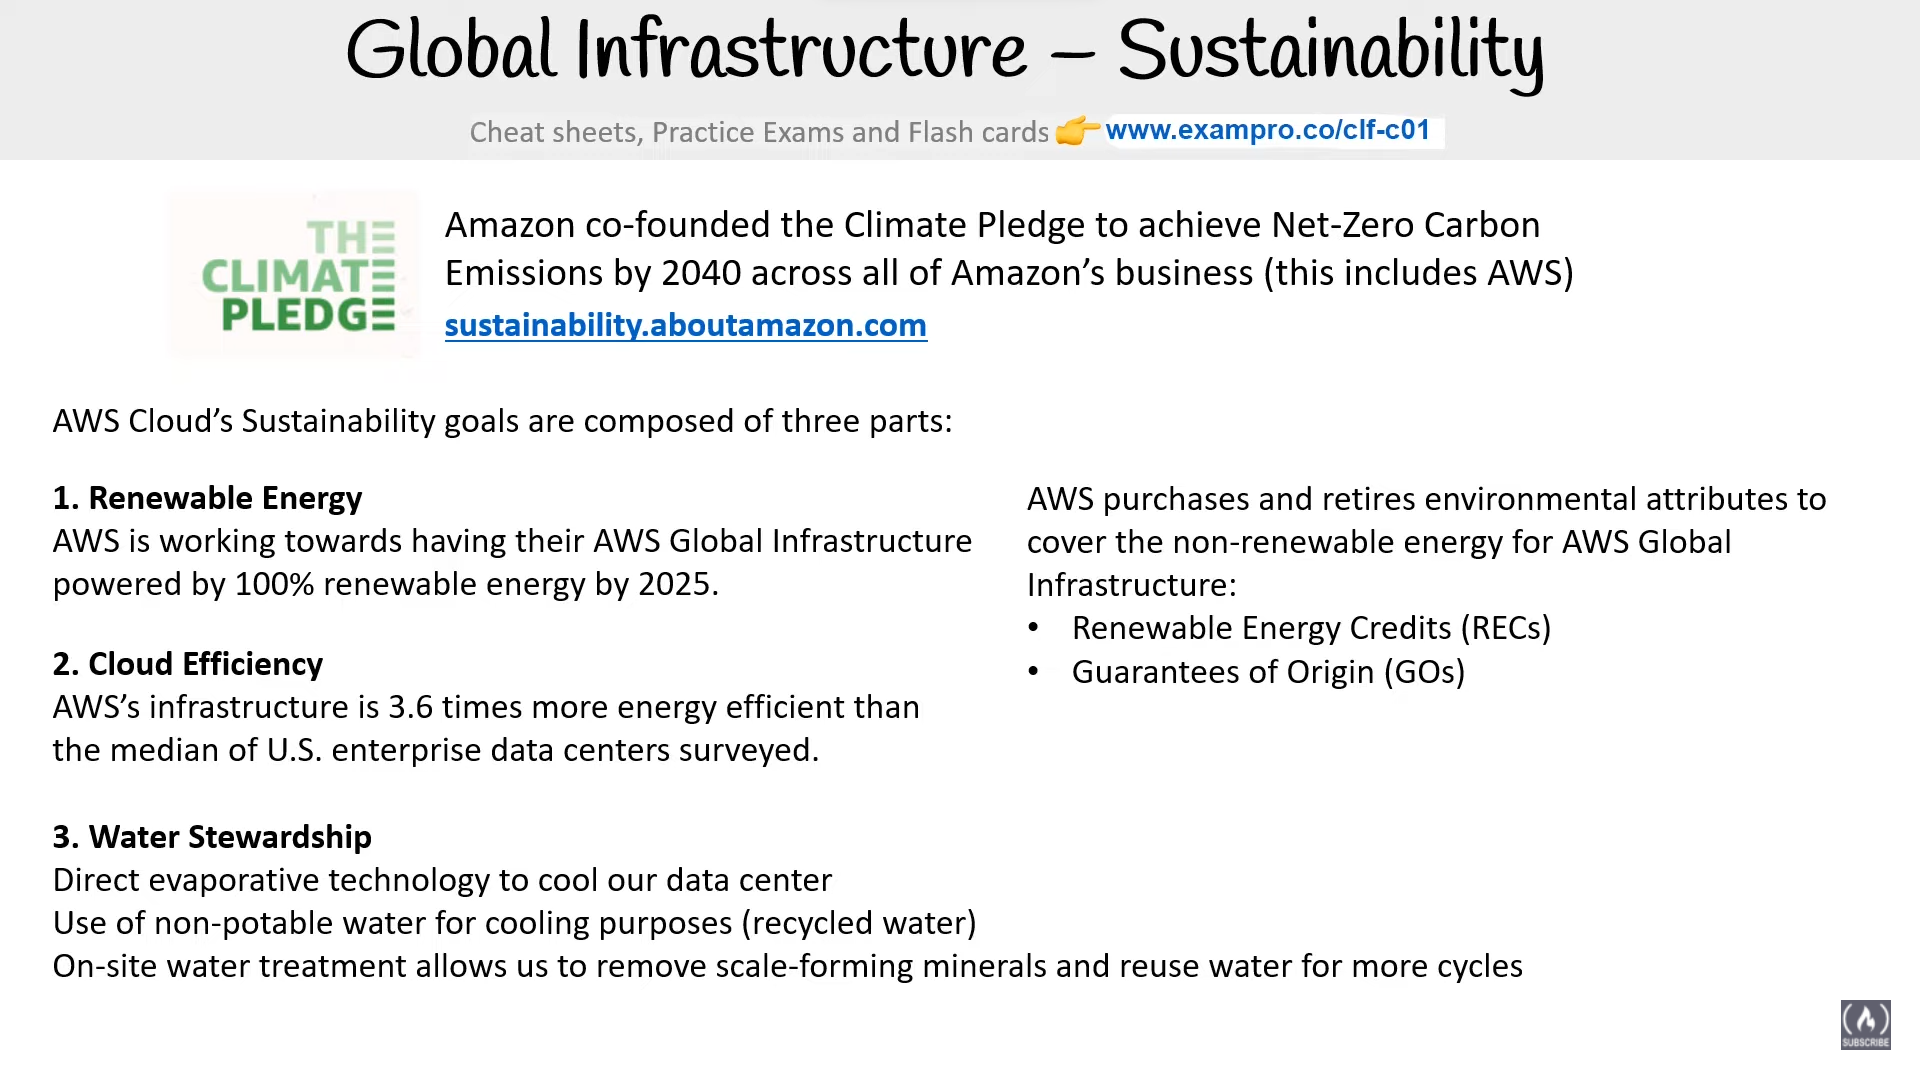 Global Infrastructure – Sustainability
Cheat sheets, Practice Exams and Flash cards 👉 www.exampro.co/clf-c01
THE
CLIMATE
PLEDGE
Amazon co-founded the Climate Pledge to achieve Net-Zero Carbon
Emissions by 2040 across all of Amazon’s business (this includes AWS)
sustainability.aboutamazon.com
AWS Cloud’s Sustainability goals are composed of three parts:
1. Renewable Energy
AWS is working towards having their AWS Global Infrastructure
powered by 100% renewable energy by 2025.
2. Cloud Efficiency
AWS’s infrastructure is 3.6 times more energy efficient than
the median of U.S. enterprise data centers surveyed.
3. Water Stewardship
Direct evaporative technology to cool our data center
Use of non-potable water for cooling purposes (recycled water)
On-site water treatment allows us to remove scale-forming minerals and reuse water for more cycles
AWS purchases and retires environmental attributes to
cover the non-renewable energy for AWS Global
Infrastructure:
• Renewable Energy Credits (RECs)
• Guarantees of Origin (GOs)
SUBSCRIBE